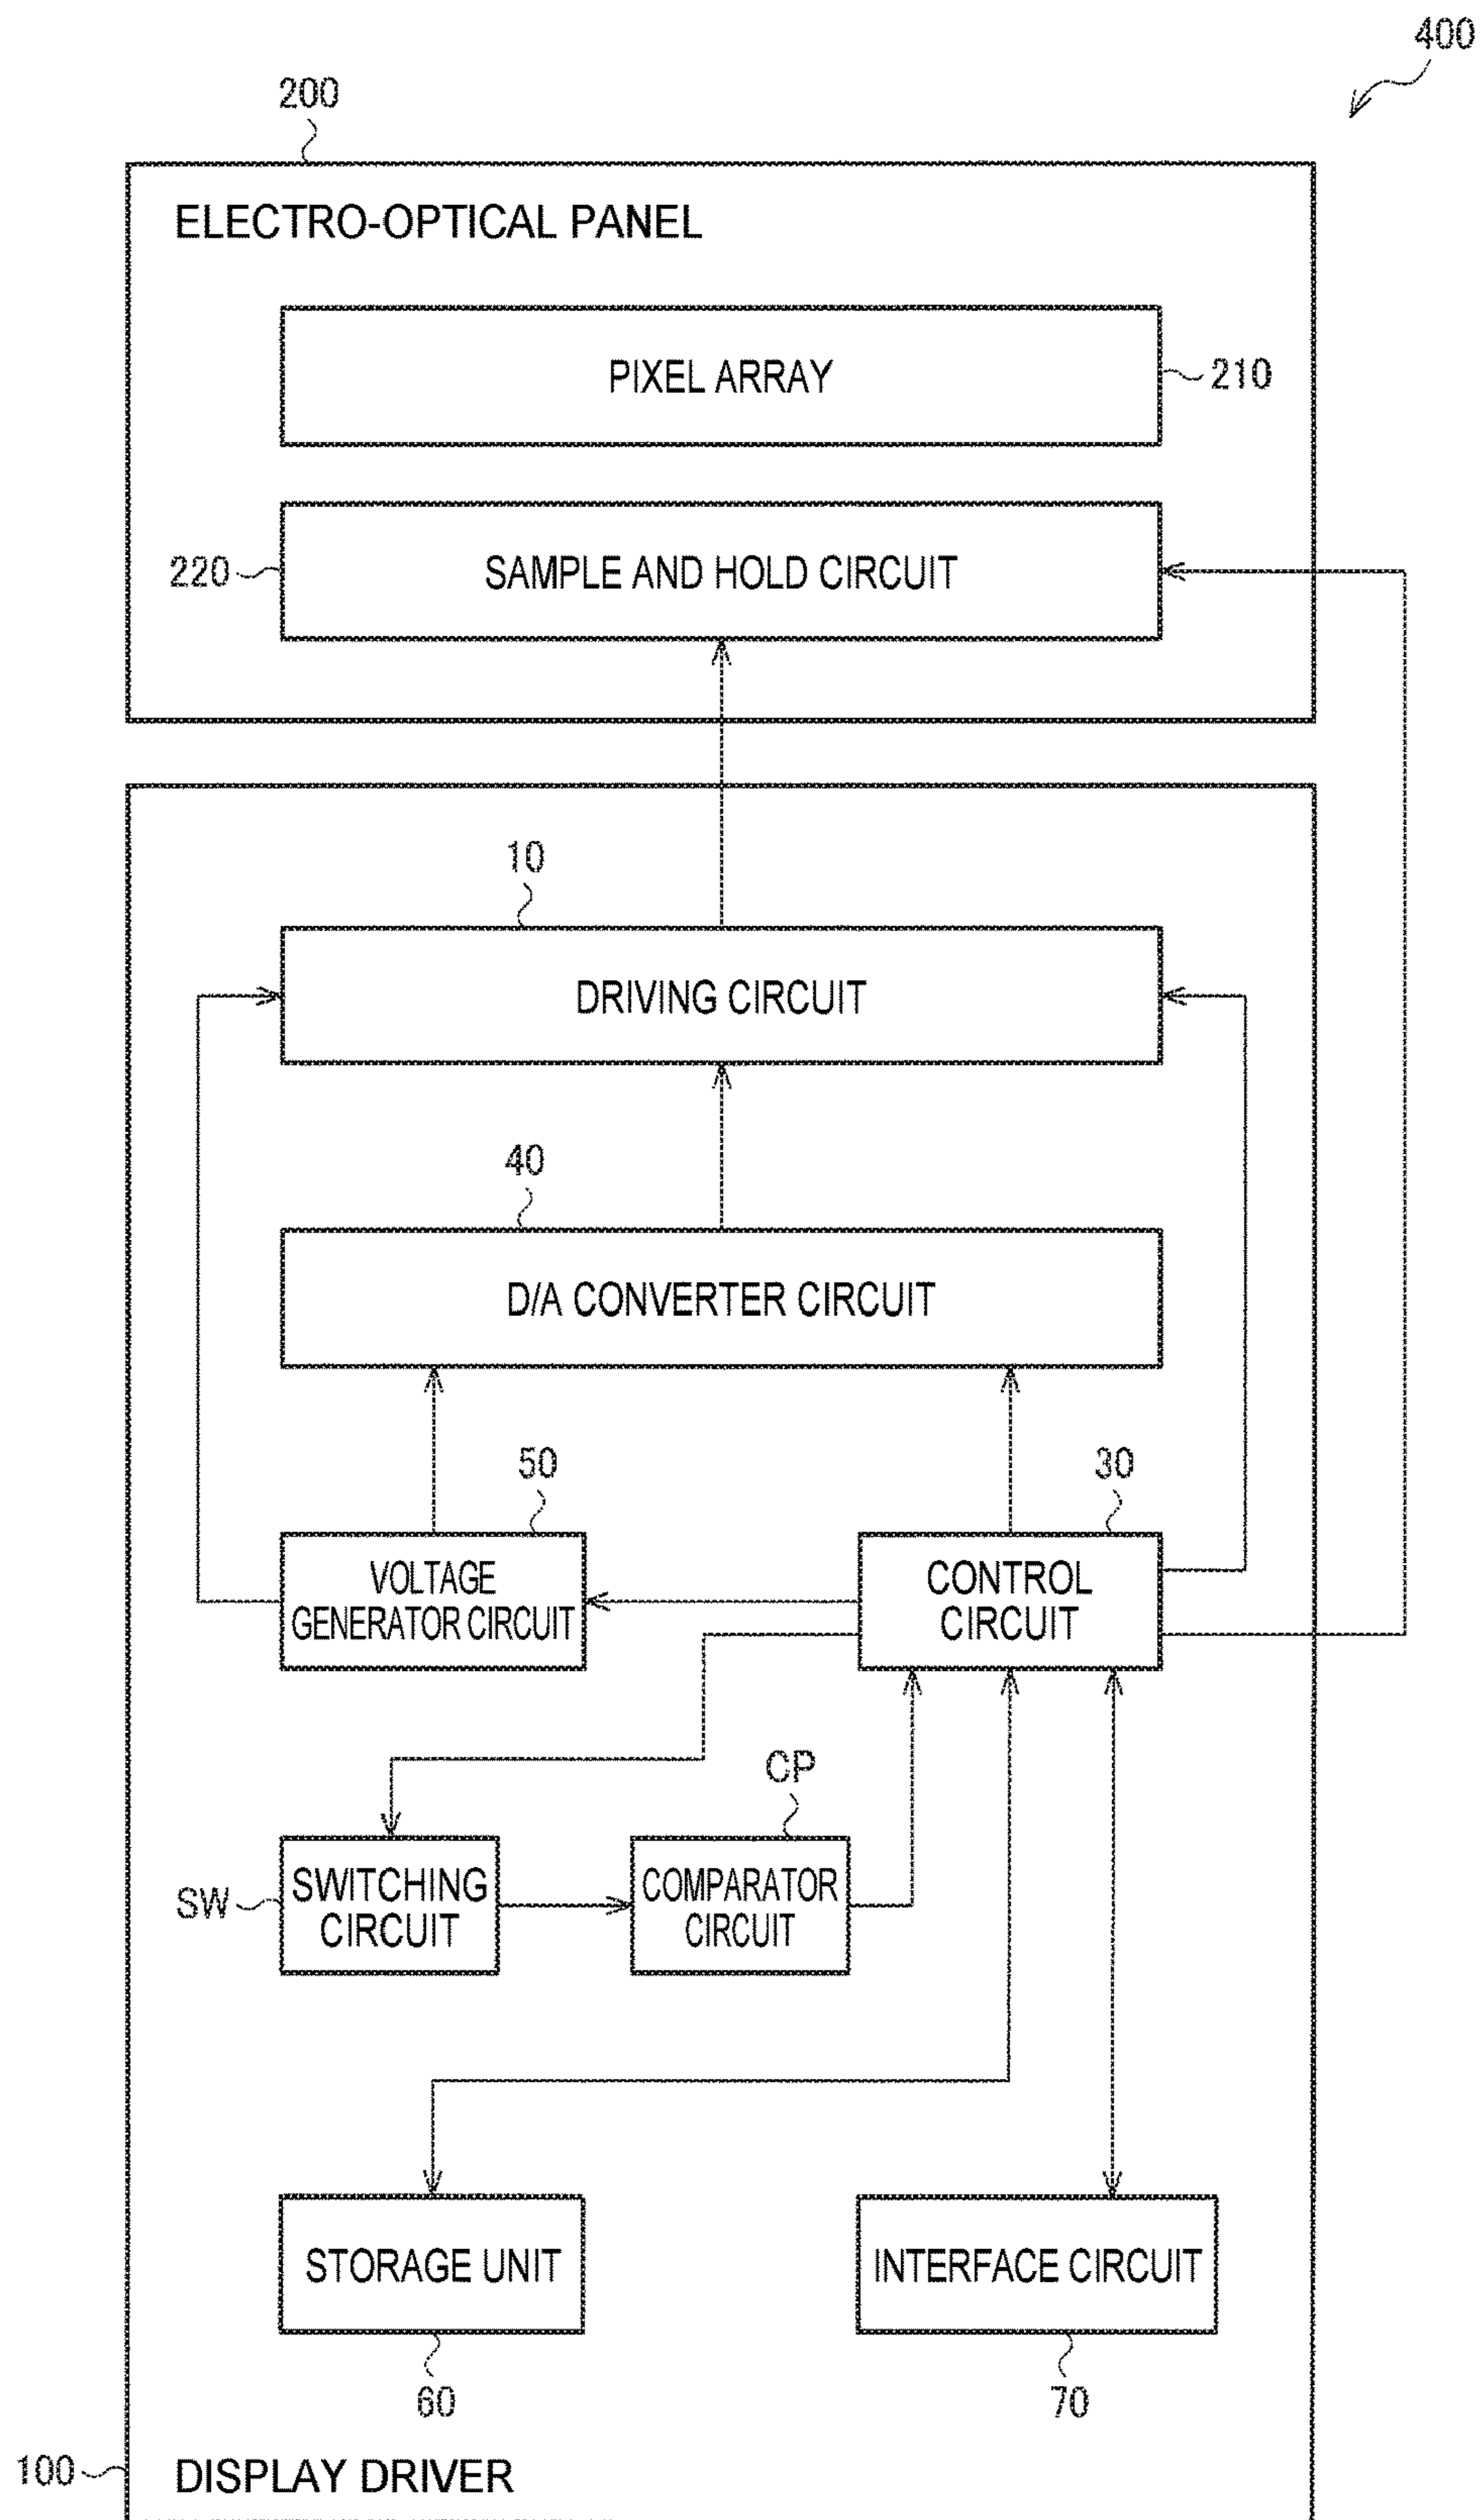 400
200
ELECTRO-OPTICAL PANEL
PIXEL ARRAY
210
220
SAMPLE AND HOLD CIRCUIT
10
DRIVING CIRCUIT
40
D/A CONVERTER CIRCUIT
50
30
VOLTAGE
GENERATOR CIRCUIT
CONTROL
CIRCUIT
CP
SW
SWITCHING
CIRCUIT
COMPARATOR
CIRCUIT
STORAGE UNIT
INTERFACE CIRCUIT
60
70
100
DISPLAY DRIVER